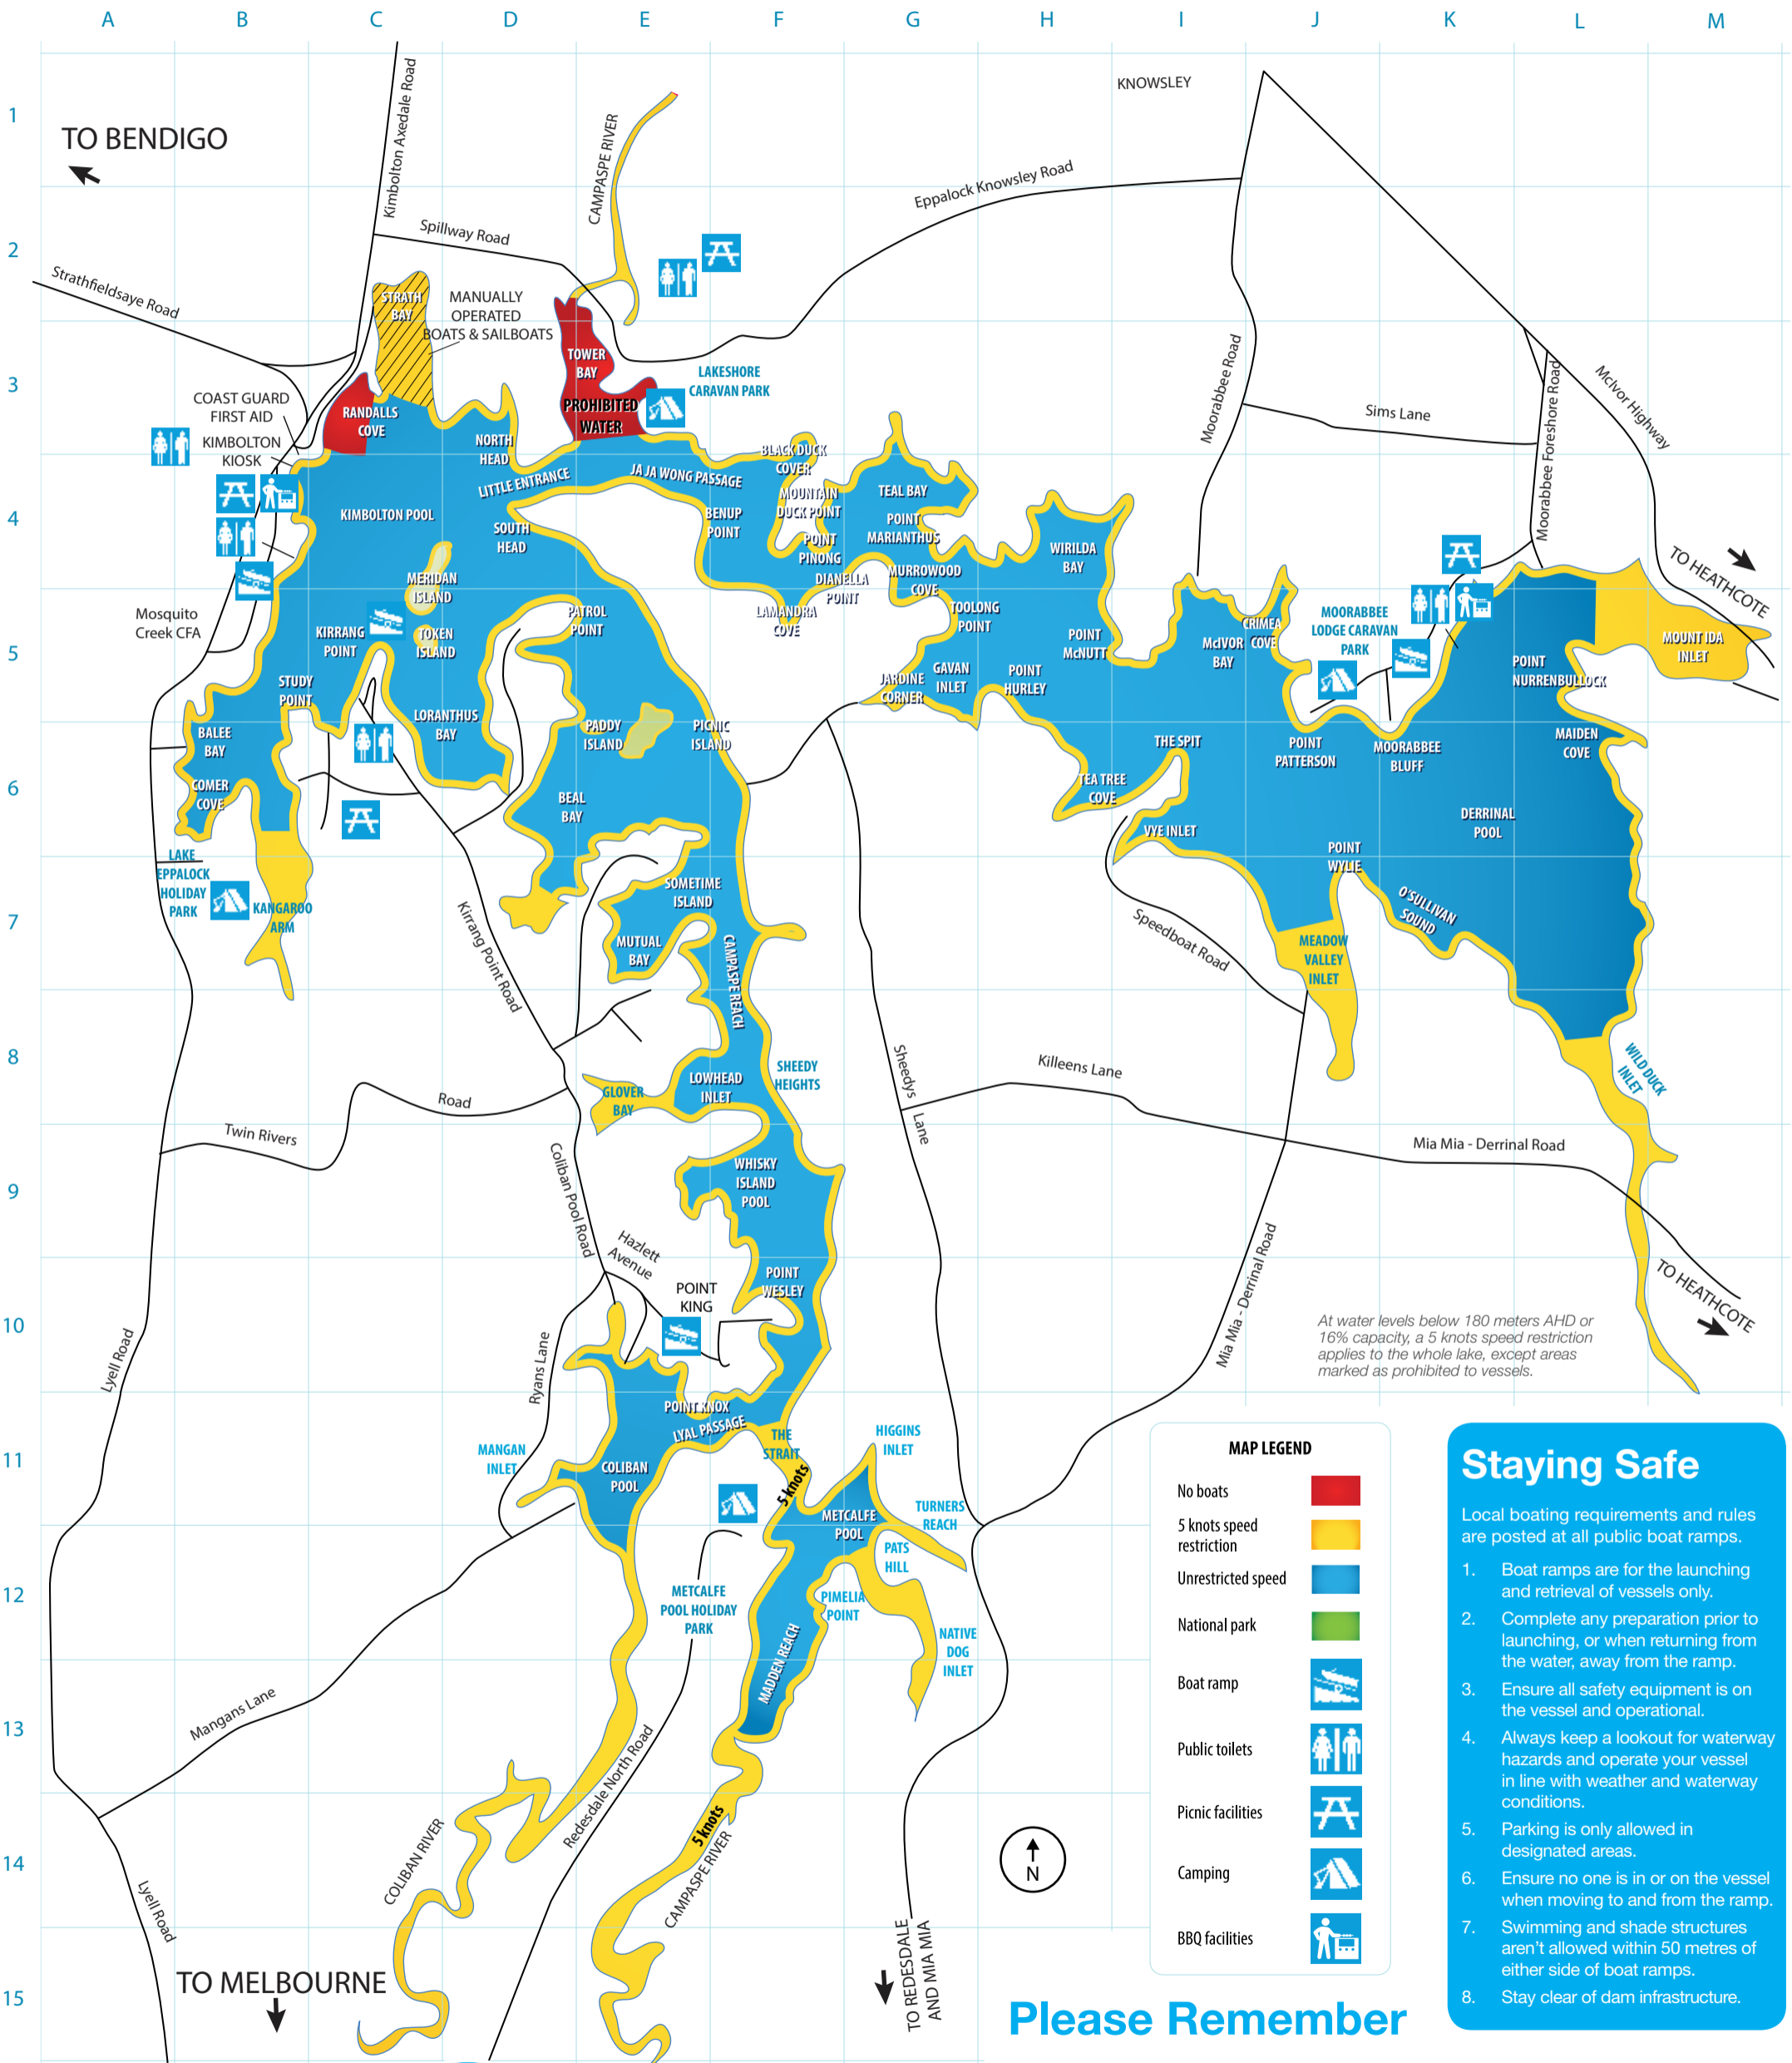 A B C D E F G H I J K L M
1
2
3
4
5
6
7
8
9
10
11
12
13
14
15
TO BENDIGO
Kimbolton Axedale Road
CAMPASPE RIVER
KNOWSLEY
Eppalock Knowsley Road
Spillway Road
Strathfieldsaye Road
STRATH
BAY
MANUALLY
OPERATED
BOATS & SAILBOATS
TOWER
BAY
PROHIBITED
WATER
LAKESHORE
CARAVAN PARK
Moorabbee Road
Sims Lane
Moorabbee Foreshore Road
McIvor Highway
TO HEATHCOTE
COAST GUARD
FIRST AID
KIMBOLTON
KIOSK
RANDALLS
COVE
NORTH
HEAD
LITTLE ENTRANCE
JA JA WONG PASSAGE
BLACK DUCK
COVER
MOUNTAIN
DUCK POINT
TEAL BAY
KIMBOLTON POOL
SOUTH
HEAD
BENUP
POINT
POINT
PINONG
POINT
MARIANTHUS
WIRILDA
BAY
MERIDAN
ISLAND
DIANELLA
POINT
MURROWOOD
COVE
LAMANDRA
COVE
TOOLONG
POINT
Mosquito
Creek CFA
KIRRANG
POINT
TOKEN
ISLAND
PATROL
POINT
POINT
McNUTT
McIVOR
BAY
CRIMEA
COVE
MOORABBEE
LODGE CARAVAN
PARK
MOUNT IDA
INLET
POINT
NURRENBULLOCK
STUDY
POINT
JARDINE
CORNER
GAVAN
INLET
POINT
HURLEY
LORANTHUS
BAY
PADDY
ISLAND
PICNIC
ISLAND
BALEE
BAY
COMER
COVE
THE SPIT
POINT
PATTERSON
MOORABBEE
BLUFF
MAIDEN
COVE
TEA TREE
COVE
BEAL
BAY
DERRINAL
POOL
VYE INLET
POINT
WYLIE
LAKE
EPPALOCK
HOLIDAY
PARK
KANGAROO
ARM
SOMETIME
ISLAND
O'SULLIVAN
SOUND
MUTUAL
BAY
CAMPASPE REACH
Kirrang Point Road
Speedboat Road
MEADOW
VALLEY
INLET
LOWHEAD
INLET
SHEEDY
HEIGHTS
Sheedys
Lane
Killeens Lane
WILD DUCK
INLET
GLOVER
BAY
Twin Rivers
Road
Coliban Pool Road
WHISKY
ISLAND
POOL
Mia Mia - Derrinal Road
Hazlett
Avenue
POINT
KING
POINT
WESLEY
Mia Mia - Derrinal Road
TO HEATHCOTE
Lyell Road
Ryans Lane
POINT KNOX
LYAL PASSAGE
THE
STRAIT
HIGGINS
INLET
MANGAN
INLET
COLIBAN
POOL
5 knots
METCALFE
POOL
TURNERS
REACH
PATS
HILL
METCALFE
POOL HOLIDAY
PARK
PIMELIA
POINT
NATIVE
DOG
INLET
MADDEN REACH
Mangans Lane
Redesdale North Road
5 knots
CAMPASPE RIVER
COLIBAN RIVER
Lyell Road
N
TO MELBOURNE
TO REDESDALE
AND MIA MIA
At water levels below 180 meters AHD or
16% capacity, a 5 knots speed restriction
applies to the whole lake, except areas
marked as prohibited to vessels.
MAP LEGEND
No boats
5 knots speed
restriction
Unrestricted speed
National park
Boat ramp
Public toilets
Picnic facilities
Camping
BBQ facilities
Please Remember
Staying Safe
Local boating requirements and rules
are posted at all public boat ramps.
1. Boat ramps are for the launching
and retrieval of vessels only.
2. Complete any preparation prior to
launching, or when returning from
the water, away from the ramp.
3. Ensure all safety equipment is on
the vessel and operational.
4. Always keep a lookout for waterway
hazards and operate your vessel
in line with weather and waterway
conditions.
5. Parking is only allowed in
designated areas.
6. Ensure no one is in or on the vessel
when moving to and from the ramp.
7. Swimming and shade structures
aren't allowed within 50 metres of
either side of boat ramps.
8. Stay clear of dam infrastructure.